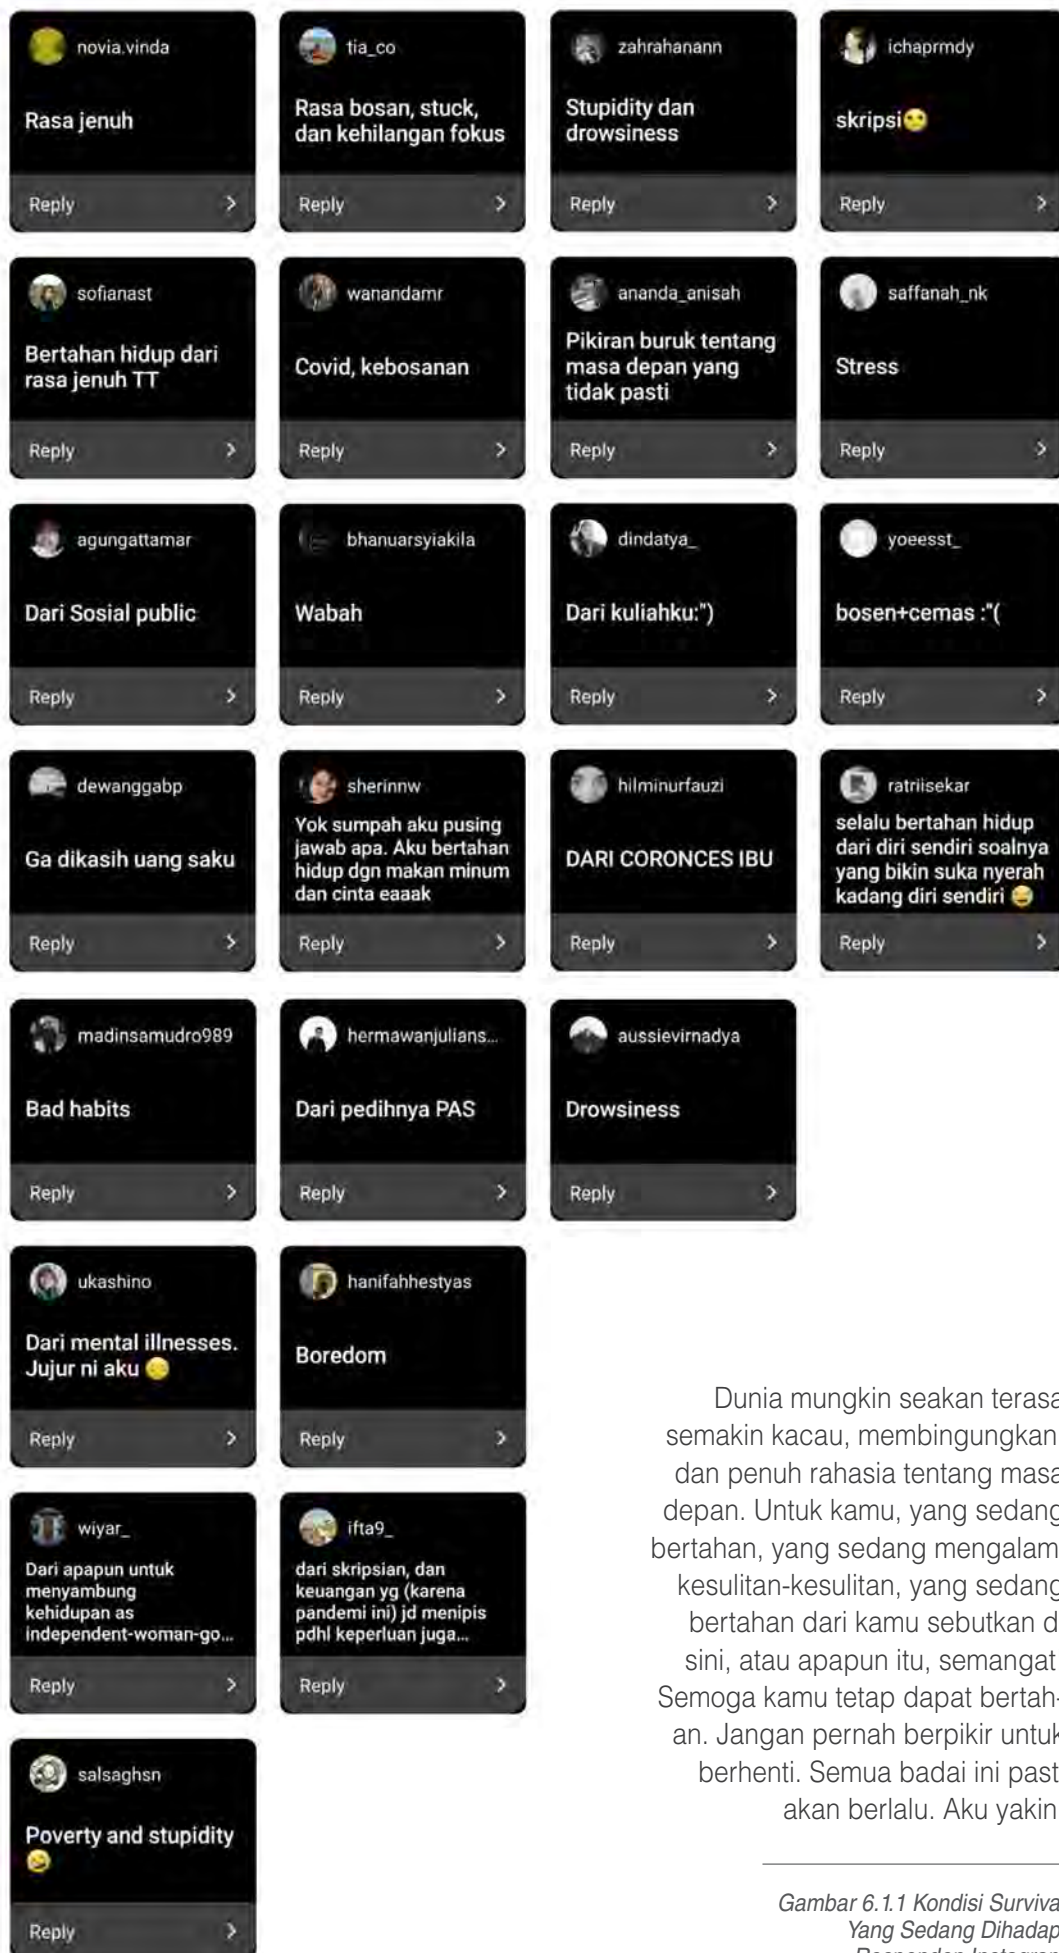 novia.vinda
Rasa jenuh
Reply
tia_co
Rasa bosan, stuck,
dan kehilangan fokus
Reply
zahrahanann
Stupidity dan
drowsiness
Reply
ichaprmdy
skripsi😔
Reply
sofianast
Bertahan hidup dari
rasa jenuh TT
Reply
wanandamr
Covid, kebosanan
Reply
ananda_anisah
Pikiran buruk tentang
masa depan yang
tidak pasti
Reply
saffanah_nk
Stress
Reply
agungattamar
Dari Sosial public
Reply
bhanuarsyiakila
Wabah
Reply
dindatya_
Dari kuliahku:")
Reply
yoeesst_
bosen+cemas :"(
Reply
dewanggabp
Ga dikasih uang saku
Reply
sherinnw
Yok sumpah aku pusing
jawab apa. Aku bertahan
hidup dgn makan minum
dan cinta eaaak
Reply
hilminurfauzi
DARI CORONCES IBU
Reply
ratriisekar
selalu bertahan hidup
dari diri sendiri soalnya
yang bikin suka nyerah
kadang diri sendiri 😂
Reply
madinsamudro989
Bad habits
Reply
hermawanjulians...
Dari pedihnya PAS
Reply
aussievirnadya
Drowsiness
Reply
ukashino
Dari mental illnesses.
Jujur ni aku 😔
Reply
hanifahhestyas
Boredom
Reply
wiyar_
Dari apapun untuk
menyambung
kehidupan as
independent-woman-go...
Reply
ifta9_
dari skripsian, dan
keuangan yg (karena
pandemi ini) jd menipis
pdhl keperluan juga...
Reply
salsaghsn
Poverty and stupidity
🤣
Reply
Dunia mungkin seakan terasa
semakin kacau, membingungkan
dan penuh rahasia tentang masa
depan. Untuk kamu, yang sedang
bertahan, yang sedang mengalam
kesulitan-kesulitan, yang sedang
bertahan dari kamu sebutkan d
sini, atau apapun itu, semangat
Semoga kamu tetap dapat bertah-
an. Jangan pernah berpikir untuk
berhenti. Semua badai ini past
akan berlalu. Aku yakin
Gambar 6.1.1 Kondisi Surviva
Yang Sedang Dihadap